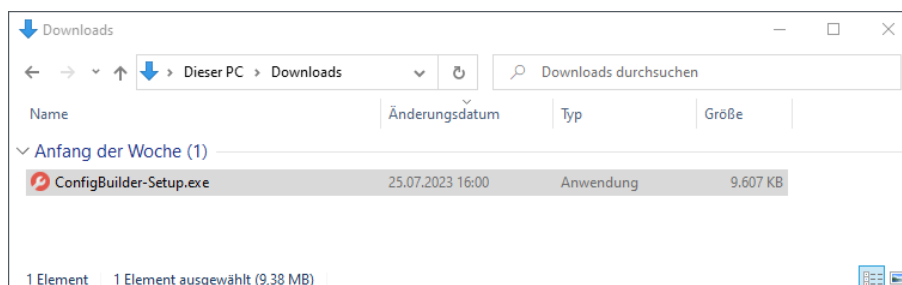 Downloads
Dieser PC > Downloads
Downloads durchsuchen
Name Änderungsdatum Typ Größe
Anfang der Woche (1)
ConfigBuilder-Setup.exe 25.07.2023 16:00 Anwendung 9.607 KB
1 Element 1 Element ausgewählt (9,38 MB)